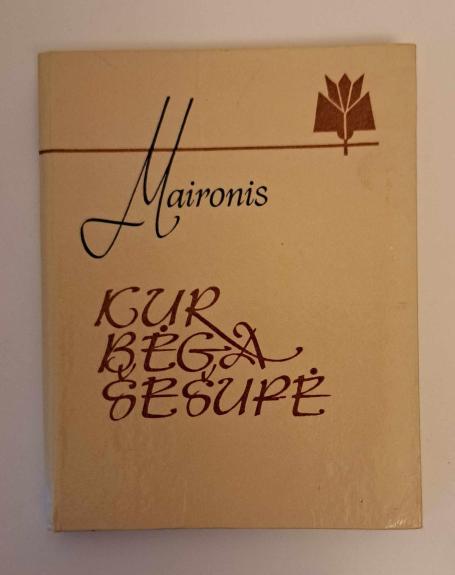 Maironis
KUR
BĖGA
ŠEŠUPĖ